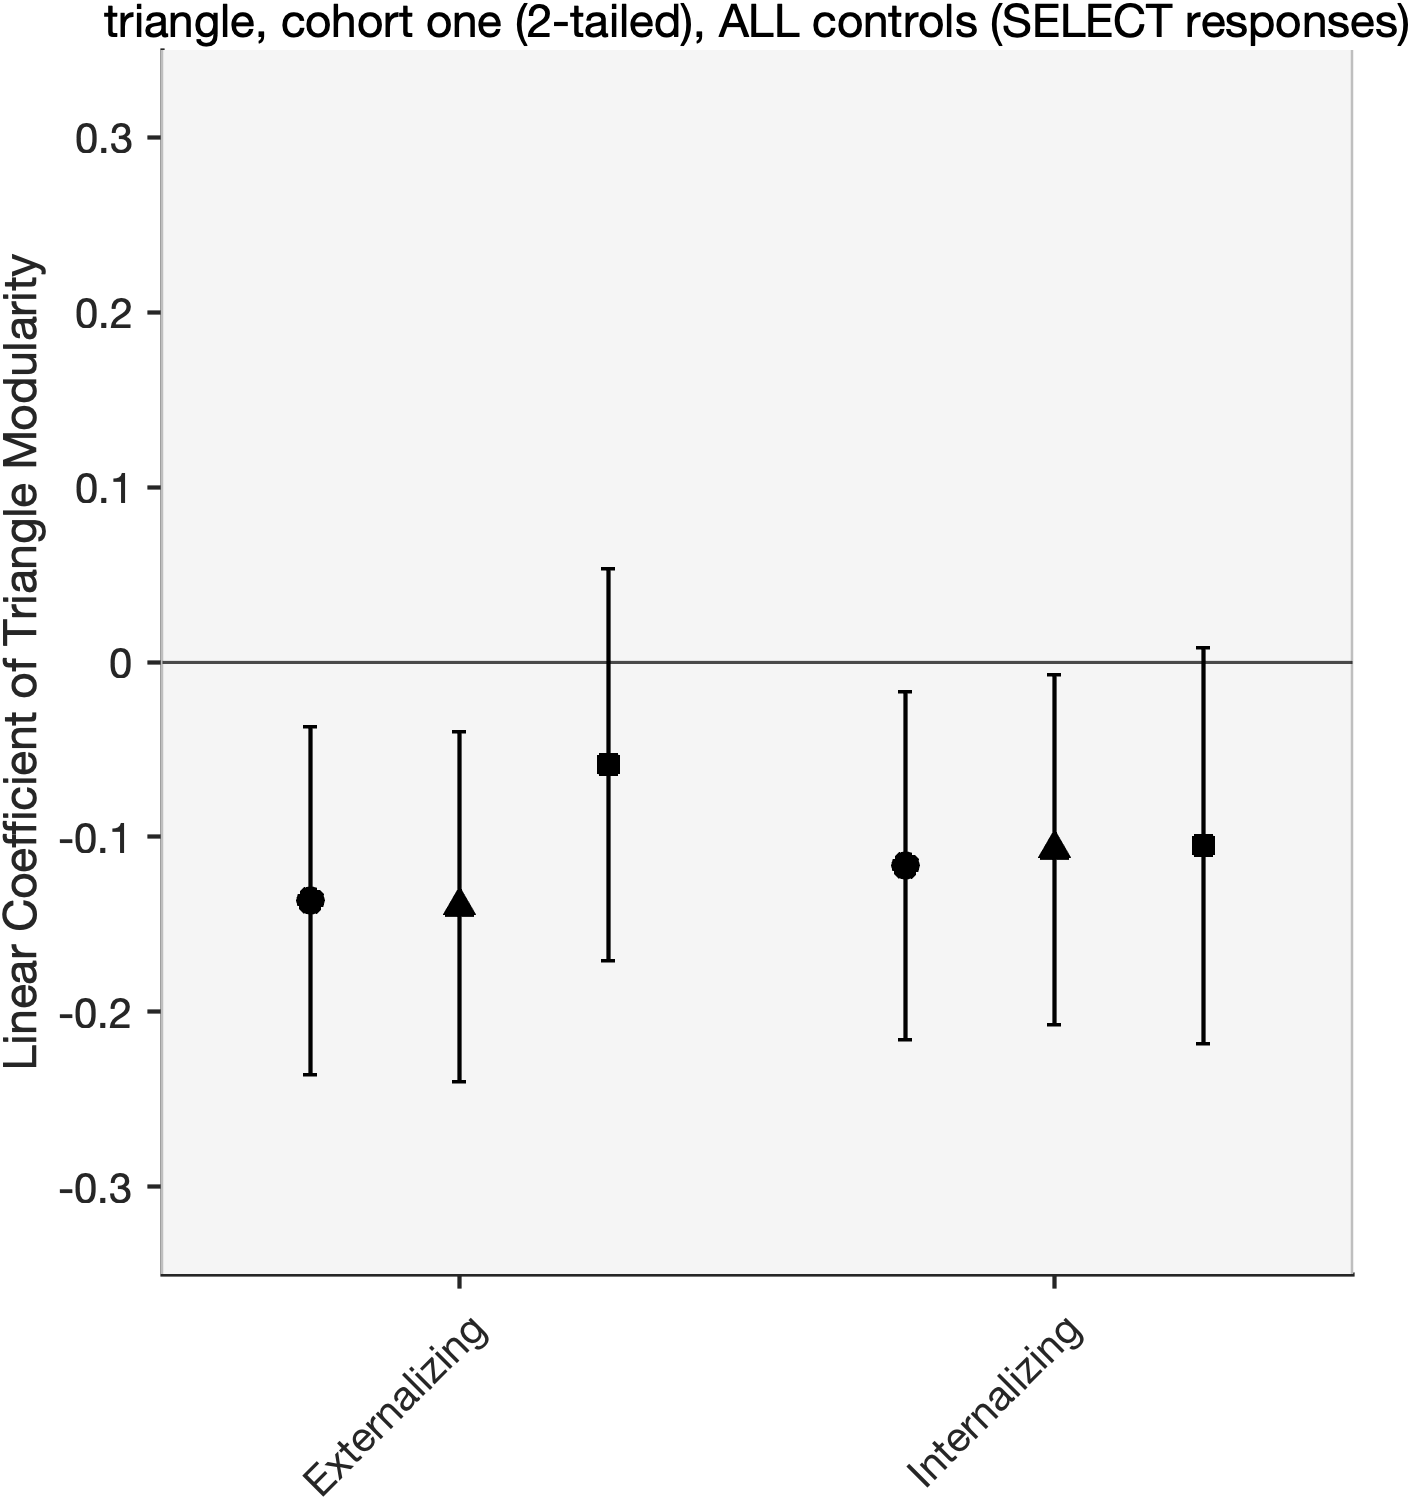 triangle, cohort one (2-tailed), ALL controls (SELECT responses)
Linear Coefficient of Triangle Modularity
0.3
0.2
0.1
0
-0.1
-0.2
-0.3
Externalizing
Internalizing